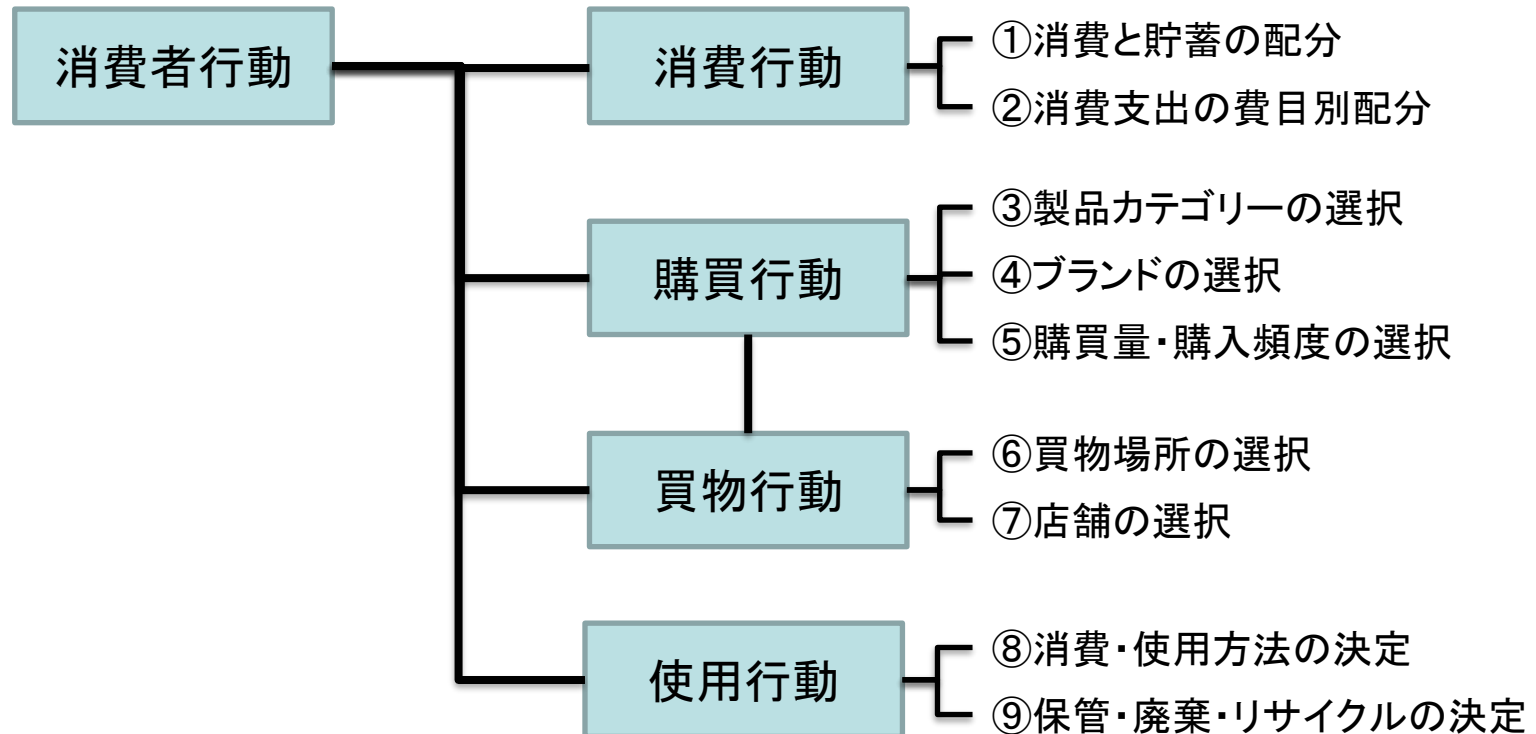 消費者行動
消費行動
①消費と貯蓄の配分
②消費支出の費目別配分
購買行動
③製品カテゴリーの選択
④ブランドの選択
⑤購買量・購入頻度の選択
買物行動
⑥買物場所の選択
⑦店舗の選択
使用行動
⑧消費・使用方法の決定
⑨保管・廃棄・リサイクルの決定